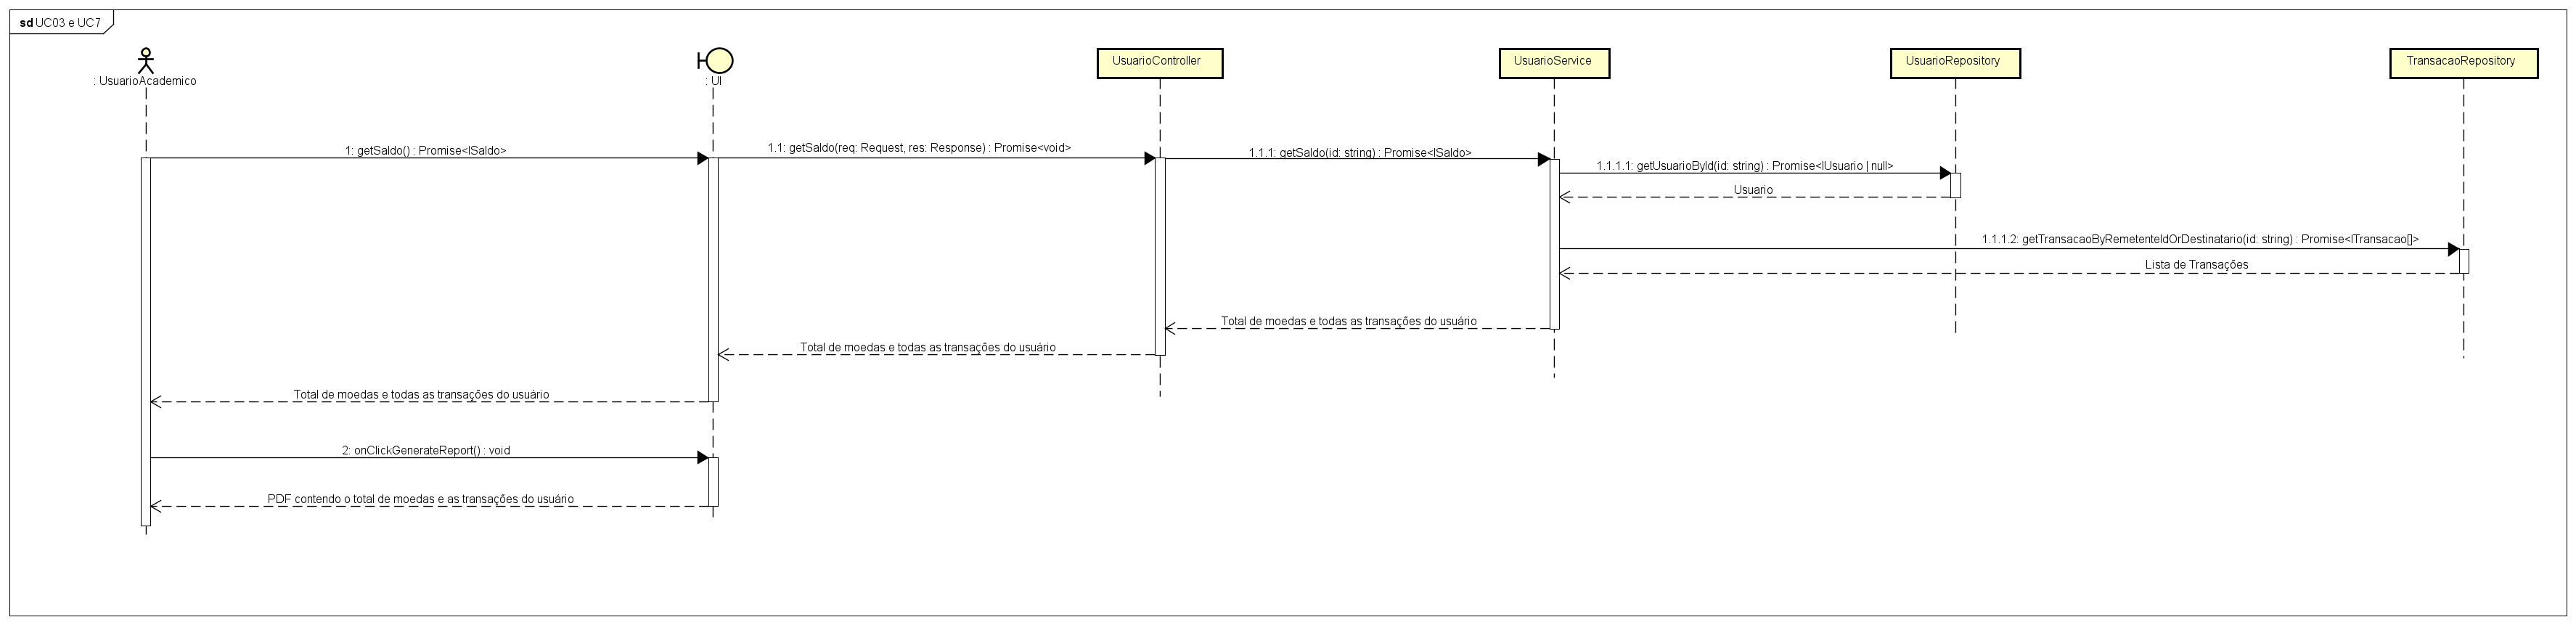 sd UC03 e UC7
: UsuarioAcademico
: UI
UsuarioController
UsuarioService
UsuarioRepository
TransacaoRepository
1: getSaldo() : Promise<ISaldo>
1.1: getSaldo(req: Request, res: Response) : Promise<void>
1.1.1: getSaldo(id: string) : Promise<ISaldo>
1.1.1.1: getUsuarioById(id: string) : Promise<IUsuario | null>
Usuario
1.1.1.2: getTransacaoByRemetenteIdOrDestinatario(id: string) : Promise<ITransacao[]>
Lista de Transações
Total de moedas e todas as transações do usuário
Total de moedas e todas as transações do usuário
Total de moedas e todas as transações do usuário
2: onClickGenerateReport() : void
PDF contendo o total de moedas e as transações do usuário